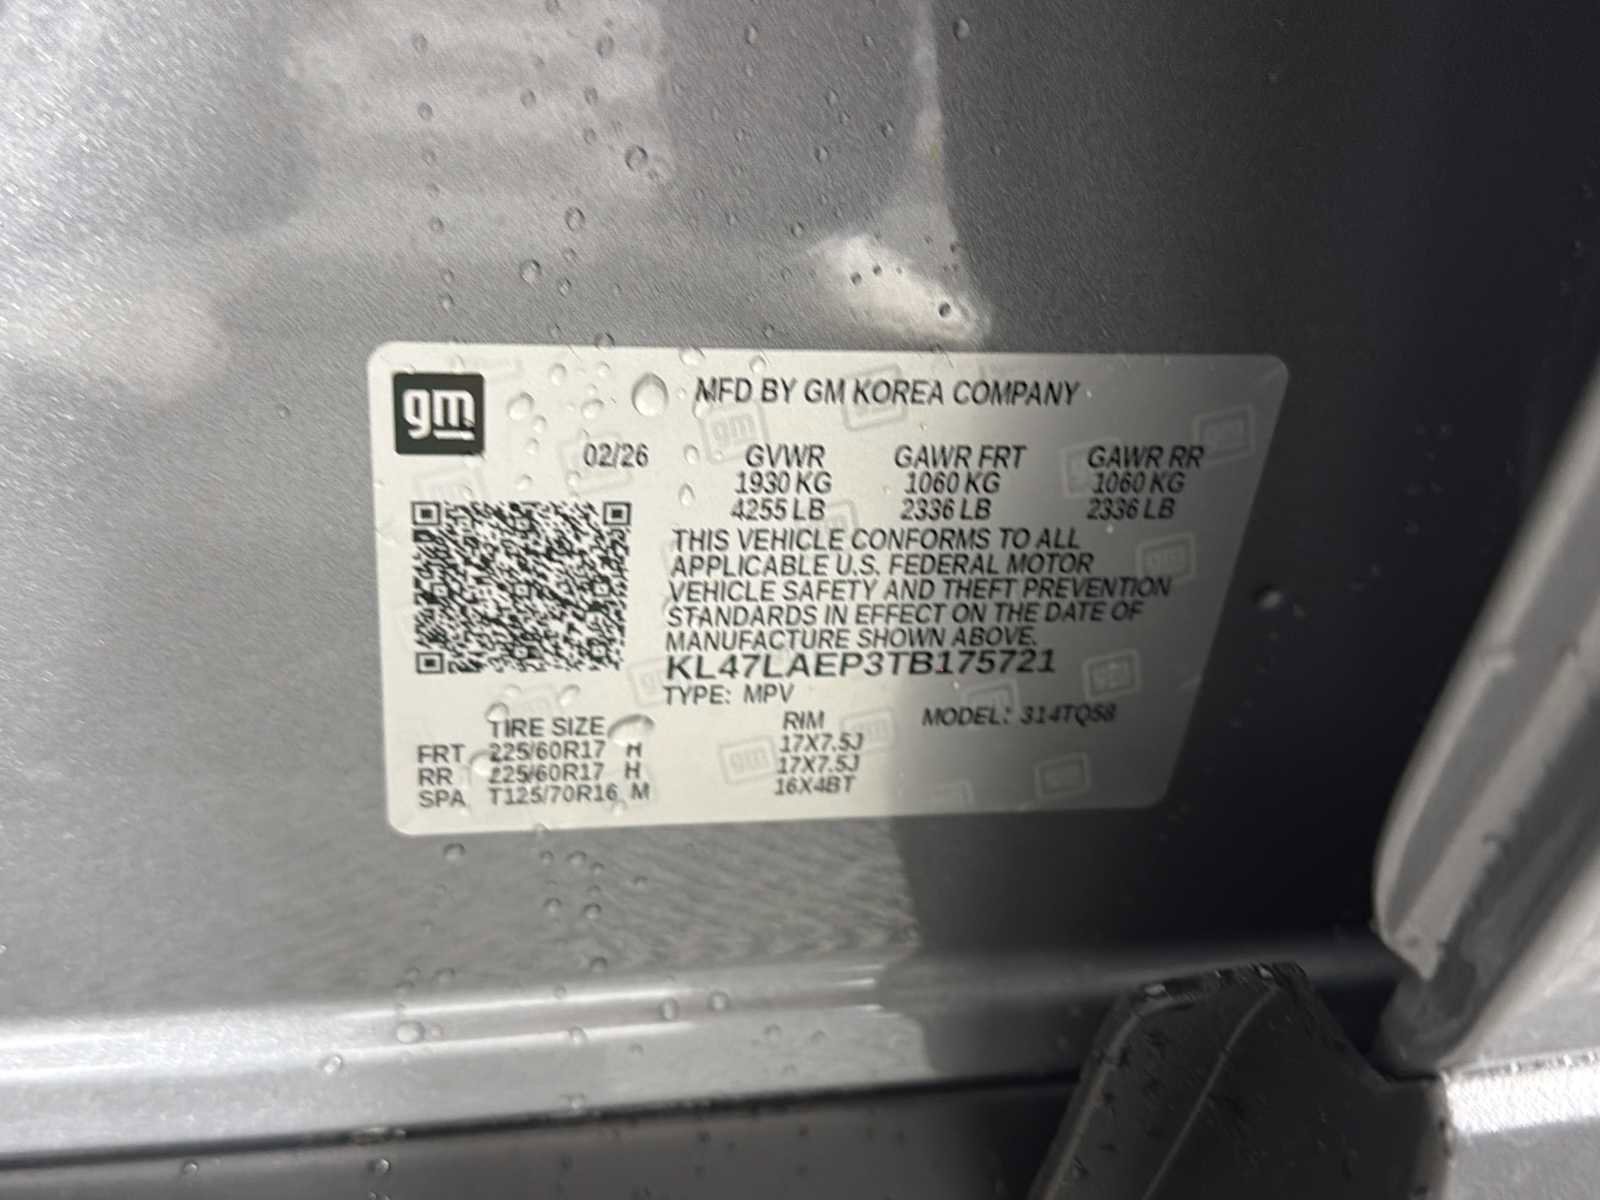 gm
MFD BY GM KOREA COMPANY
02/26 GVWR GAWR FRT GAWR RR
1930 KG 1060 KG 1060 KG
4255 LB 2336 LB 2336 LB
THIS VEHICLE CONFORMS TO ALL
APPLICABLE U.S. FEDERAL MOTOR
VEHICLE SAFETY AND THEFT PREVENTION
STANDARDS IN EFFECT ON THE DATE OF
MANUFACTURE SHOWN ABOVE.
KL47LAEP3TB175721
TYPE: MPV
TIRE SIZE RIM MODEL: 314TQ58
FRT 225/60R17 H 17X7.5J
RR 225/60R17 H 17X7.5J
SPA T125/70R16 M 16X4BT